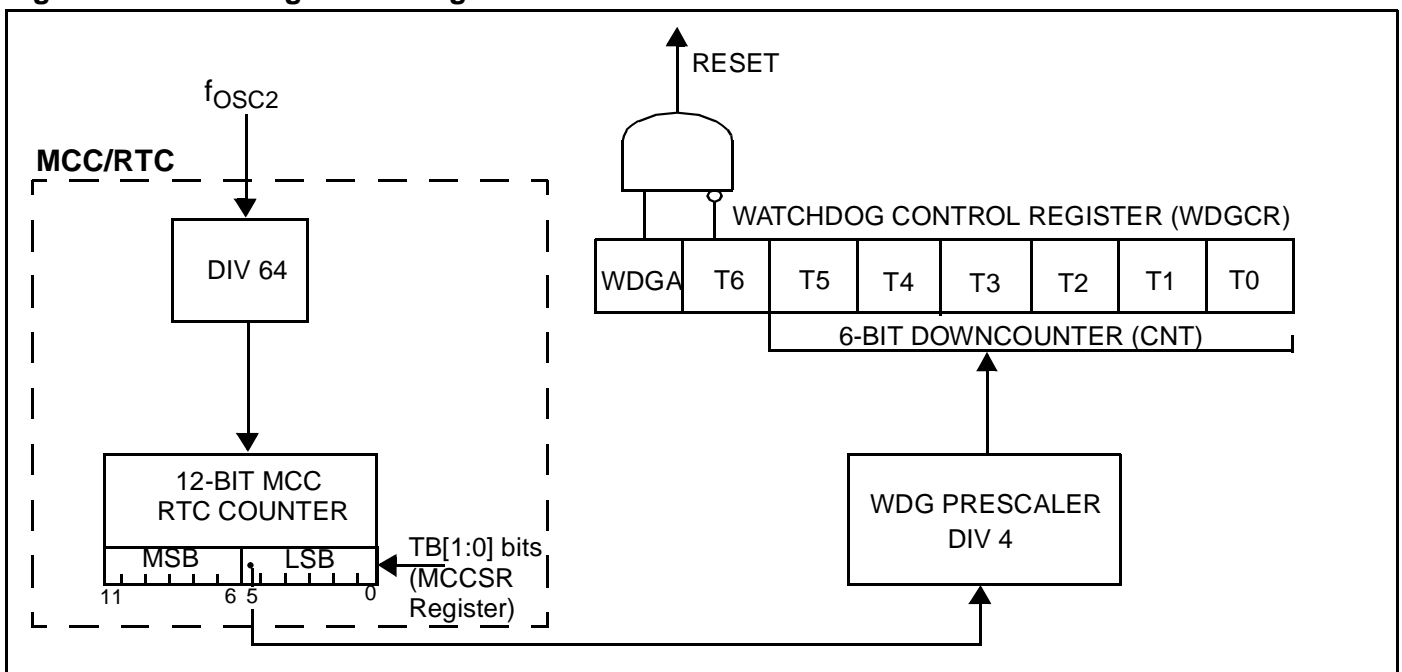 fOSC2
MCC/RTC
DIV 64
12-BIT MCC
RTC COUNTER
MSB
LSB
11
6 5
0
TB[1:0] bits
(MCCSR
Register)
RESET
WATCHDOG CONTROL REGISTER (WDGCR)
WDGA T6 T5 T4 T3 T2 T1 T0
6-BIT DOWNCOUNTER (CNT)
WDG PRESCALER
DIV 4